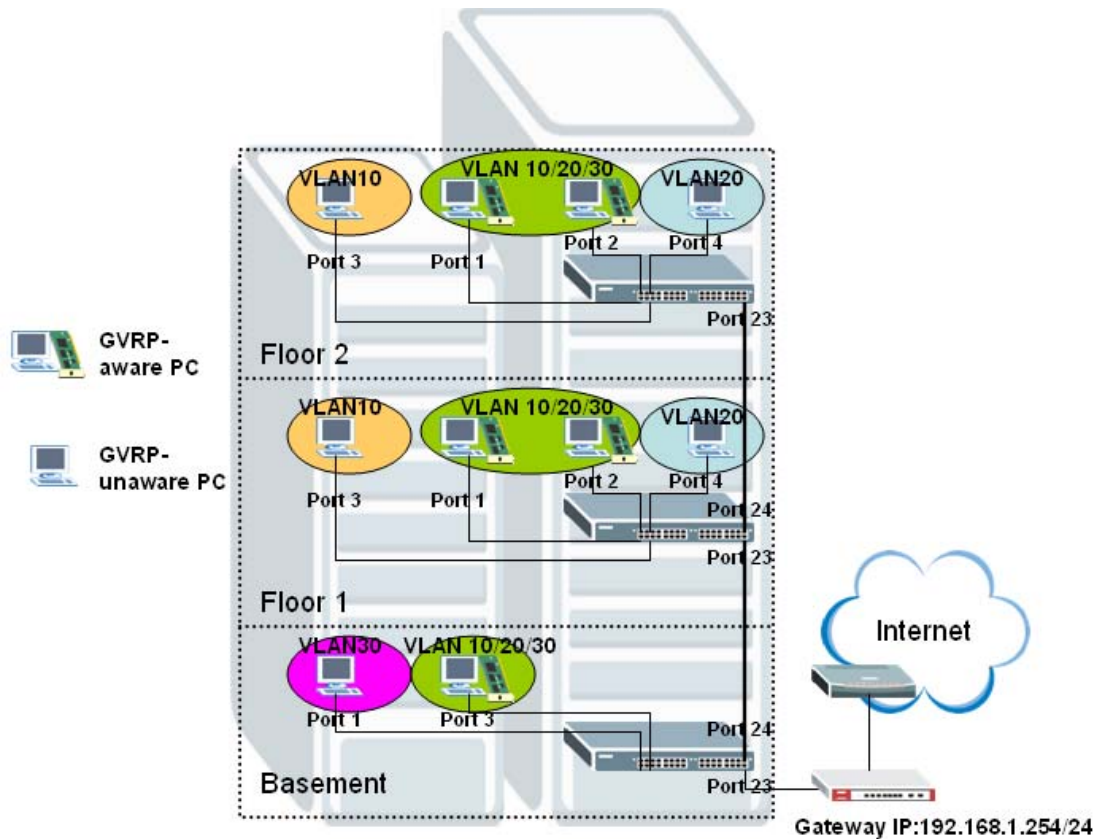 VLAN10
VLAN 10/20/30
VLAN20
Port 3
Port 1
Port 2
Port 4
Port 23
Floor 2
GVRP-
aware PC
GVRP-
unaware PC
VLAN10
VLAN 10/20/30
VLAN20
Port 3
Port 1
Port 2
Port 4
Port 24
Port 23
Floor 1
VLAN30
VLAN 10/20/30
Port 1
Port 3
Port 24
Port 23
Basement
Internet
Gateway IP:192.168.1.254/24